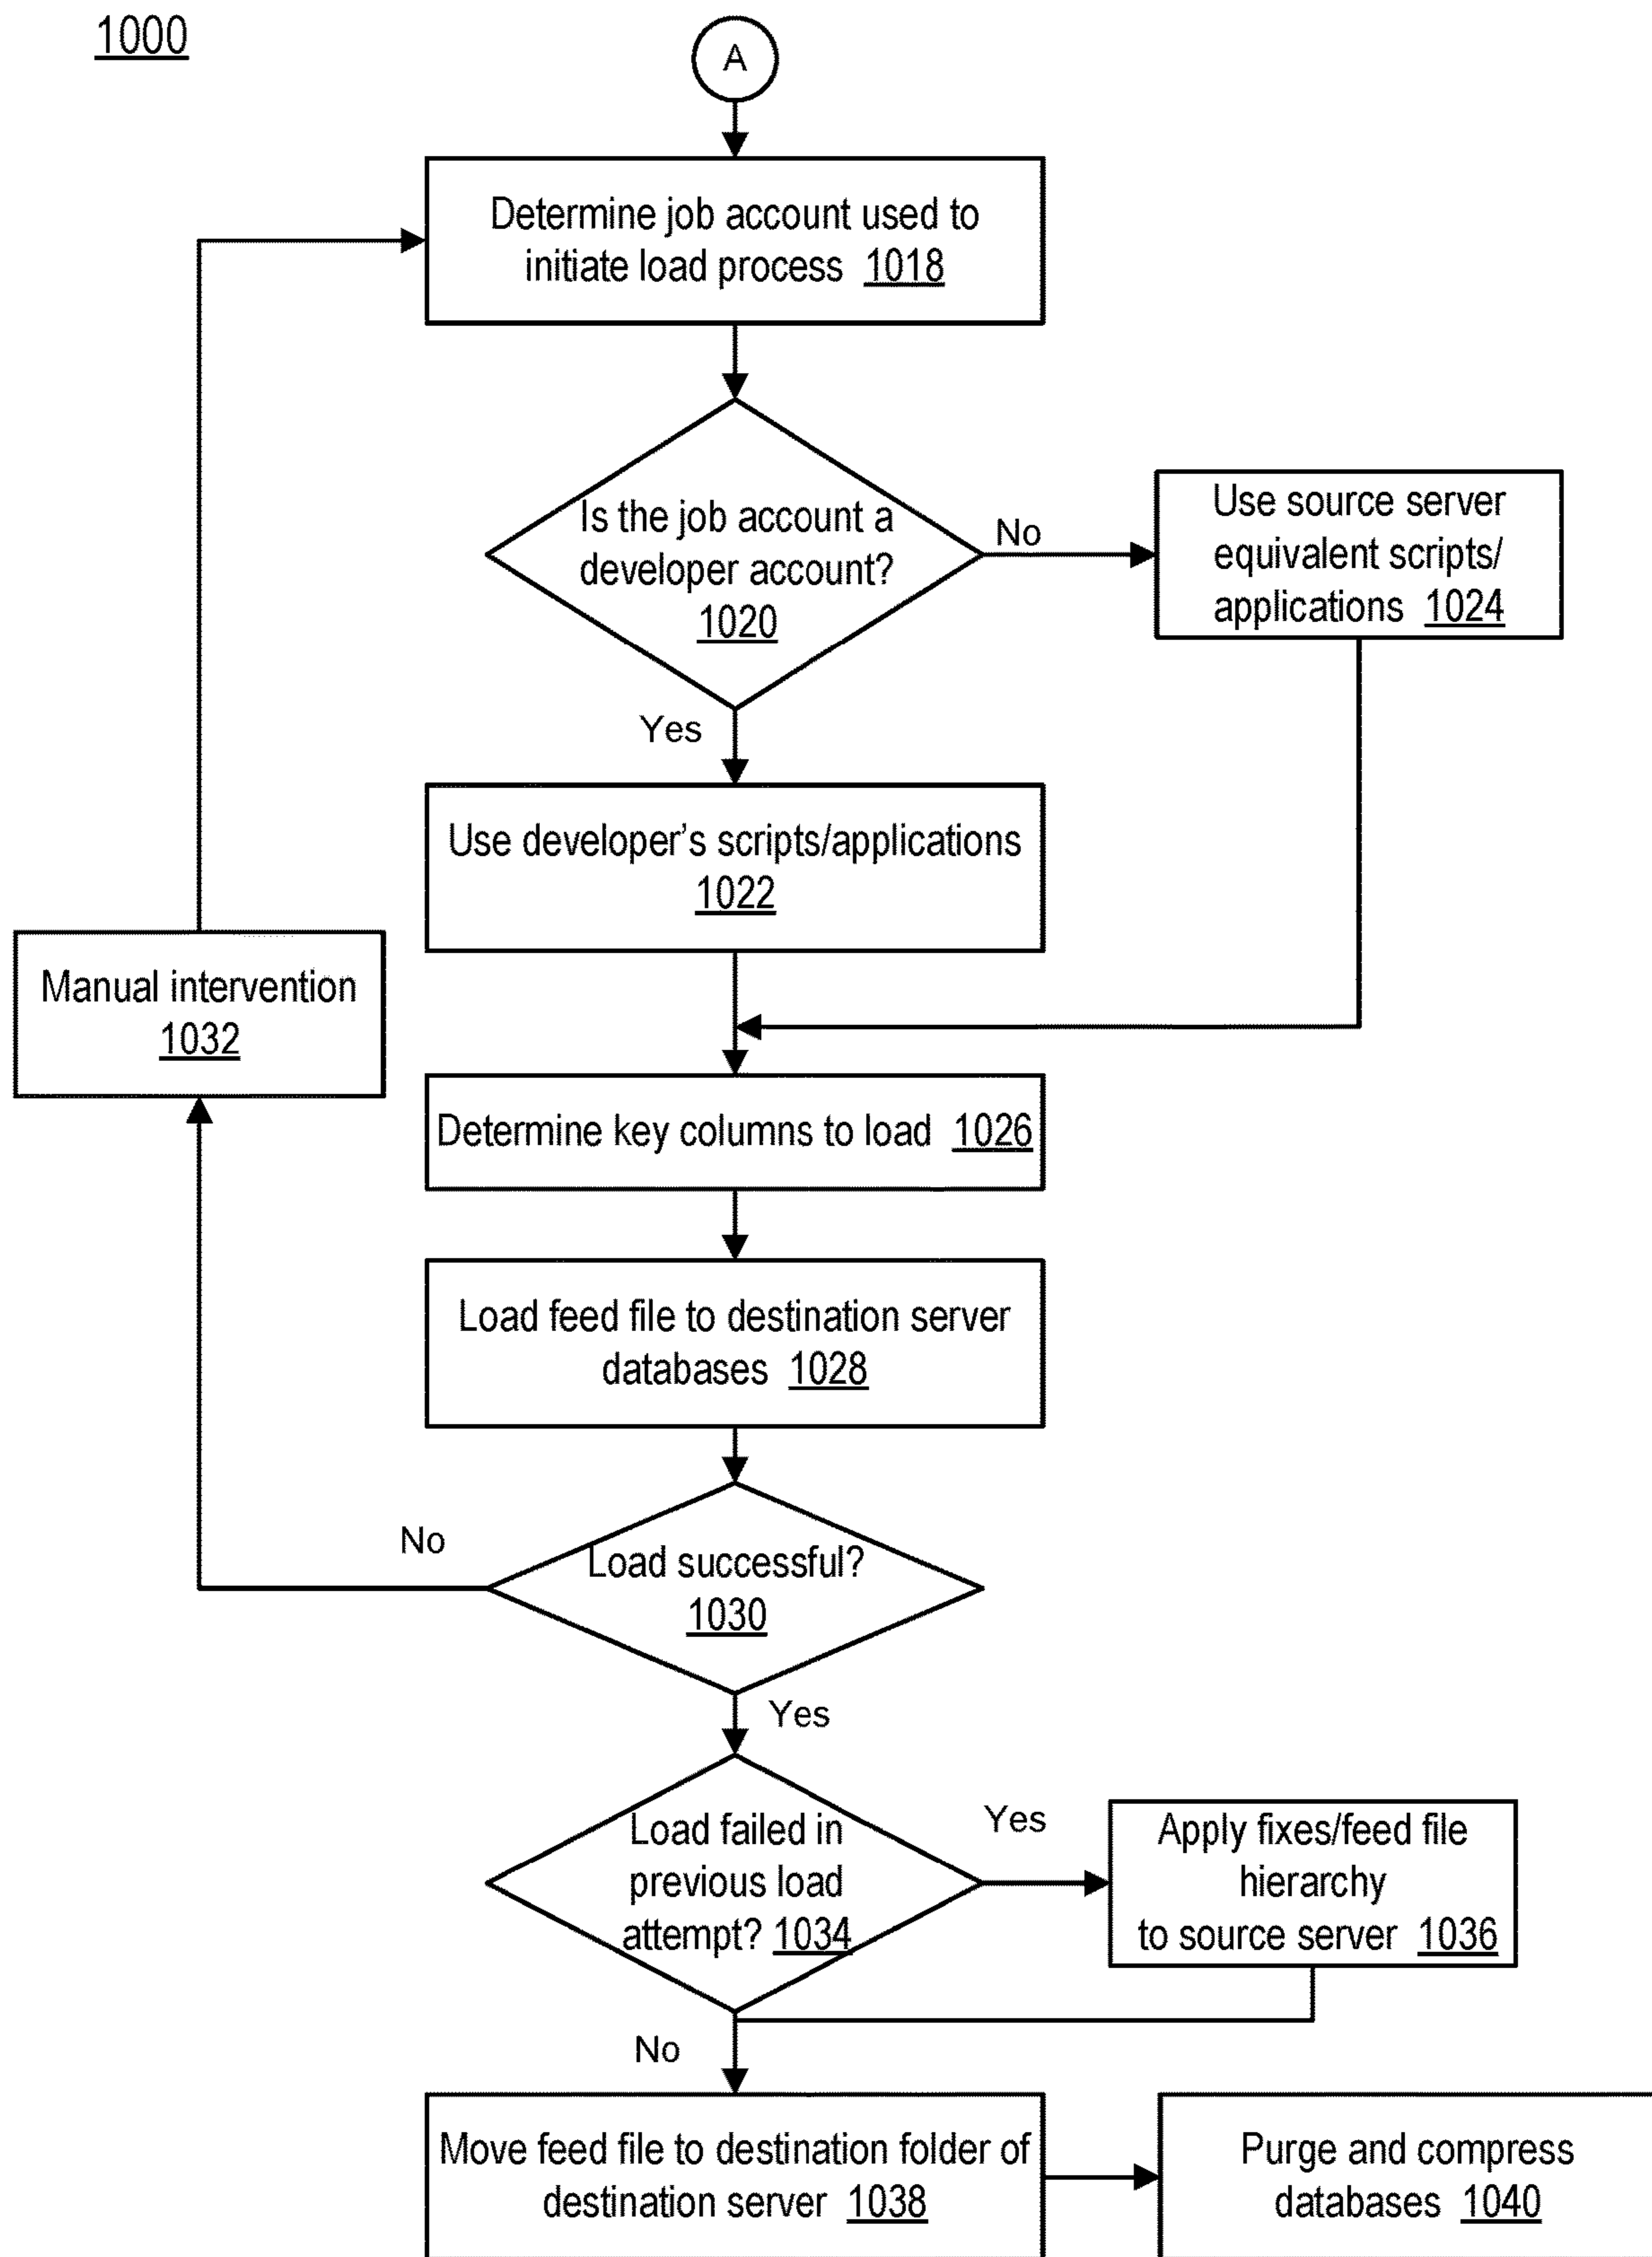 1000
A
Determine job account used to
initiate load process 1018
Is the job account a
developer account?
1020
No
Use source server
equivalent scripts/
applications 1024
Yes
Use developer's scripts/applications
1022
Manual intervention
1032
Determine key columns to load 1026
Load feed file to destination server
databases 1028
No
Load successful?
1030
Yes
Load failed in
previous load
attempt? 1034
Yes
Apply fixes/feed file
hierarchy
to source server 1036
No
Move feed file to destination folder of
destination server 1038
Purge and compress
databases 1040